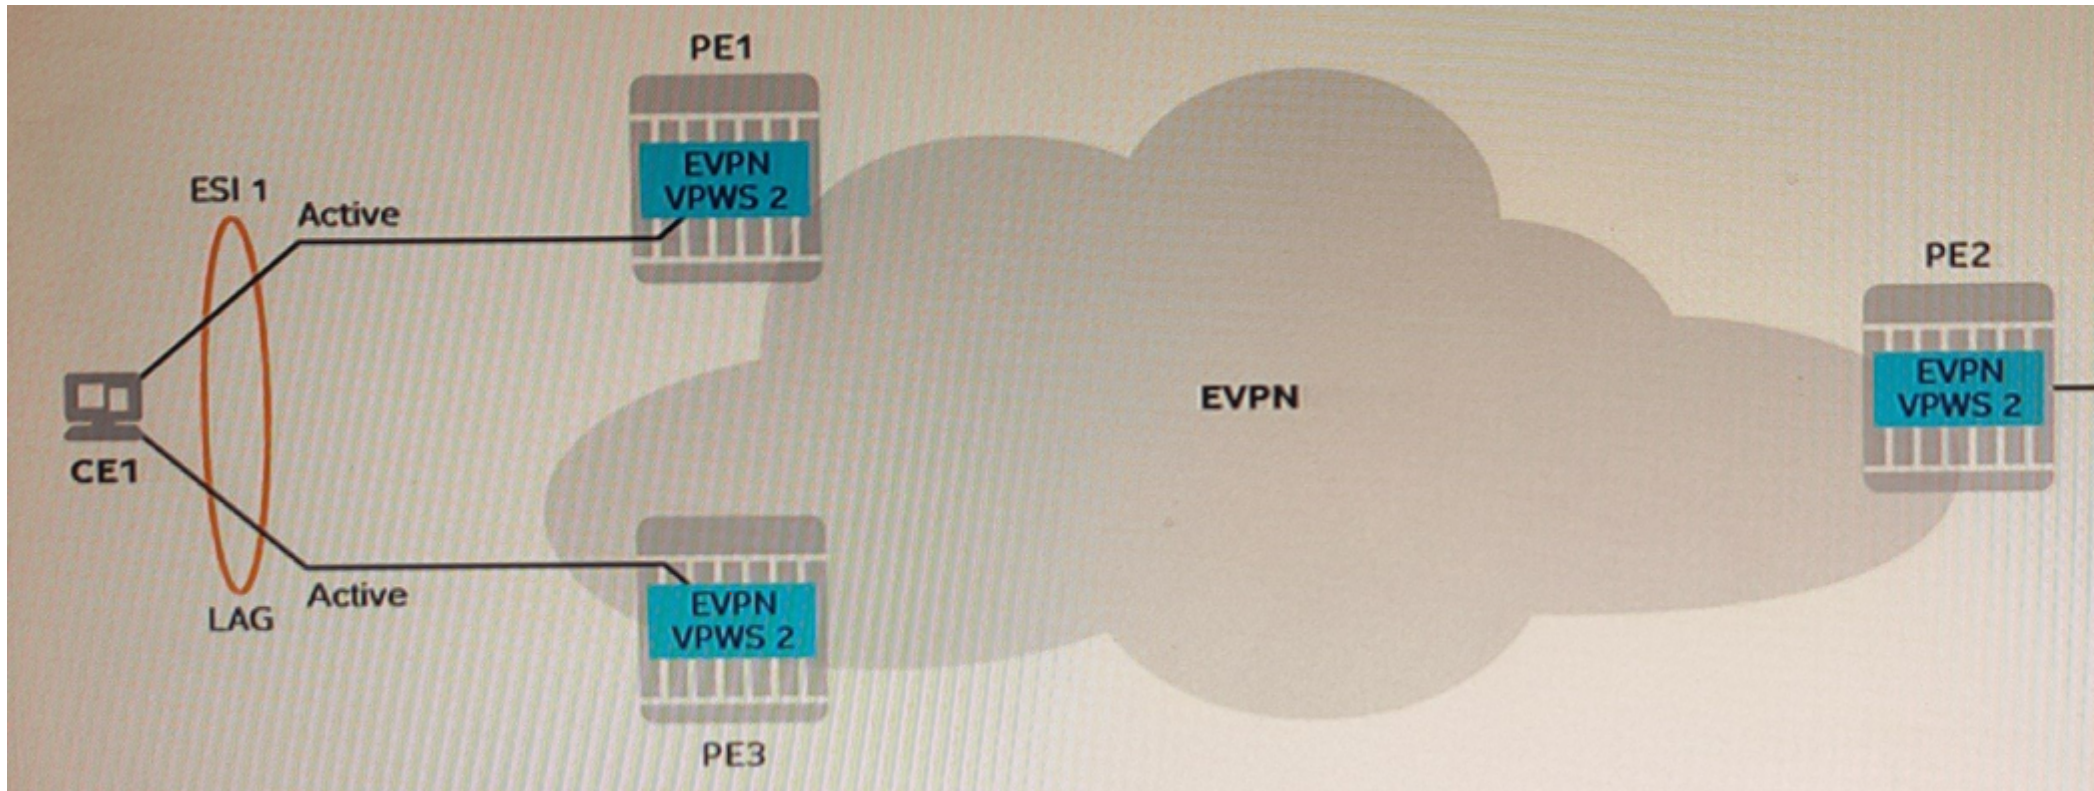 PE1
EVPN
VPWS 2
ESI 1
Active
PE2
EVPN
VPWS 2
EVPN
CE1
Active
LAG
EVPN
VPWS 2
PE3